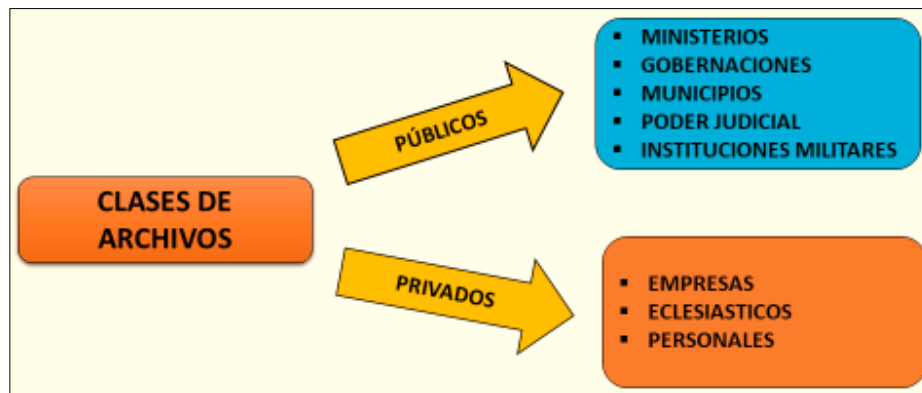 CLASES DE
ARCHIVOS
PÚBLICOS
▪ MINISTERIOS
▪ GOBERNACIONES
▪ MUNICIPIOS
▪ PODER JUDICIAL
▪ INSTITUCIONES MILITARES
PRIVADOS
▪ EMPRESAS
▪ ECLESIASTICOS
▪ PERSONALES